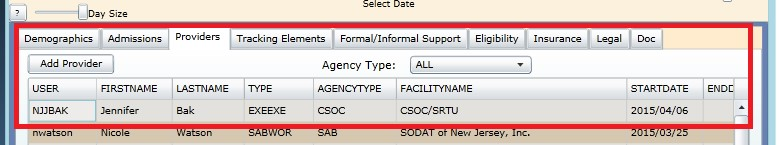 Select Date
? Day Size
Demographics Admissions Providers Tracking Elements Formal/Informal Support Eligibility Insurance Legal Doc
Add Provider Agency Type: ALL
USER FIRSTNAME LASTNAME TYPE AGENCYTYPE FACILITYNAME STARTDATE ENDD
NJJBAK Jennifer Bak EXEEXE CSOC CSOC/SRTU 2015/04/06
nwatson Nicole Watson SABWOR SAB SODAT of New Jersey, Inc. 2015/03/25